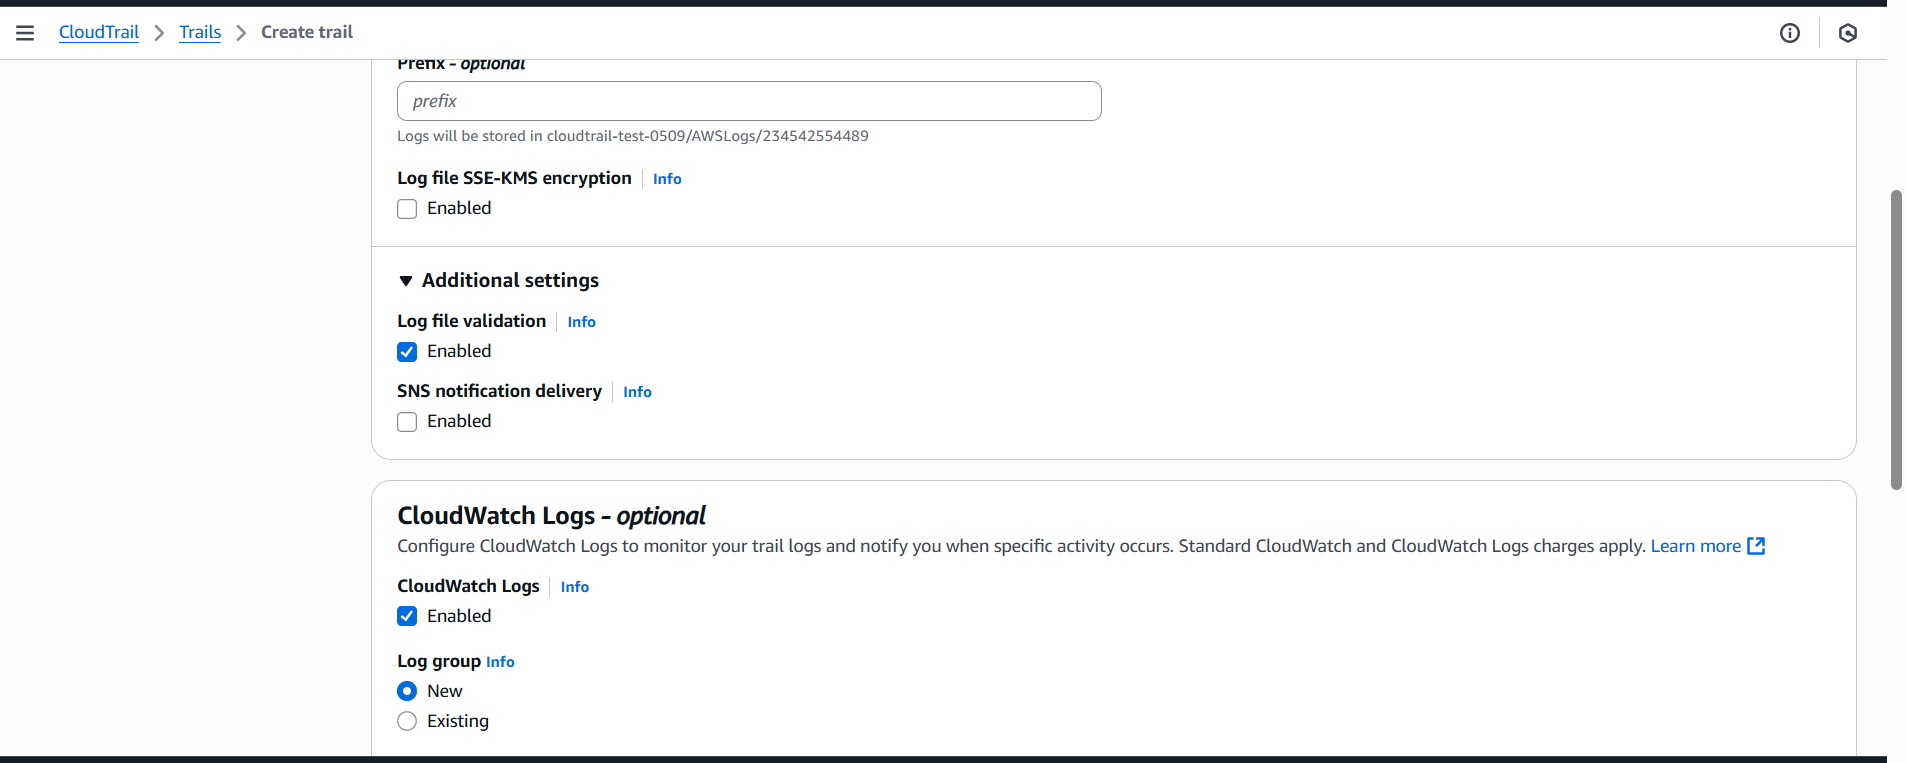 CloudTrail > Trails > Create trail
Prefix - optional
prefix
Logs will be stored in cloudtrail-test-0509/AWSLogs/234542554489
Log file SSE-KMS encryption Info
Enabled
Additional settings
Log file validation Info
Enabled
SNS notification delivery Info
Enabled
CloudWatch Logs - optional
Configure CloudWatch Logs to monitor your trail logs and notify you when specific activity occurs. Standard CloudWatch and CloudWatch Logs charges apply. Learn more
CloudWatch Logs Info
Enabled
Log group Info
New
Existing